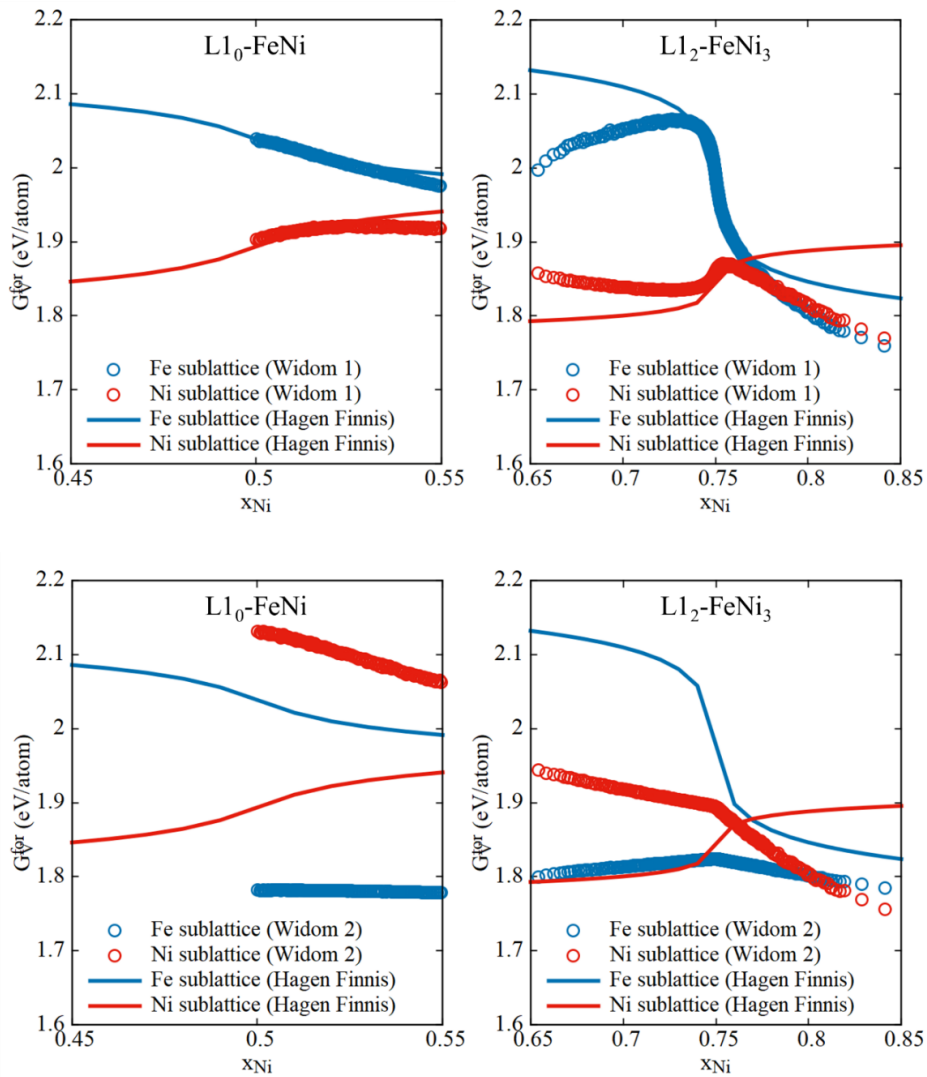 L1₀-FeNi
2.2
2.1
2
1.9
1.8
1.7
1.6
G_V^for (eV/atom)
Fe sublattice (Widom 1)
Ni sublattice (Widom 1)
Fe sublattice (Hagen Finnis)
Ni sublattice (Hagen Finnis)
0.45
0.5
0.55
x_Ni
L1₂-FeNi₃
2.2
2.1
2
1.9
1.8
1.7
1.6
G_V^for (eV/atom)
Fe sublattice (Widom 1)
Ni sublattice (Widom 1)
Fe sublattice (Hagen Finnis)
Ni sublattice (Hagen Finnis)
0.65
0.7
0.75
0.8
0.85
x_Ni
L1₀-FeNi
2.2
2.1
2
1.9
1.8
1.7
1.6
G_V^for (eV/atom)
Fe sublattice (Widom 2)
Ni sublattice (Widom 2)
Fe sublattice (Hagen Finnis)
Ni sublattice (Hagen Finnis)
0.45
0.5
0.55
x_Ni
L1₂-FeNi₃
2.2
2.1
2
1.9
1.8
1.7
1.6
G_V^for (eV/atom)
Fe sublattice (Widom 2)
Ni sublattice (Widom 2)
Fe sublattice (Hagen Finnis)
Ni sublattice (Hagen Finnis)
0.65
0.7
0.75
0.8
0.85
x_Ni